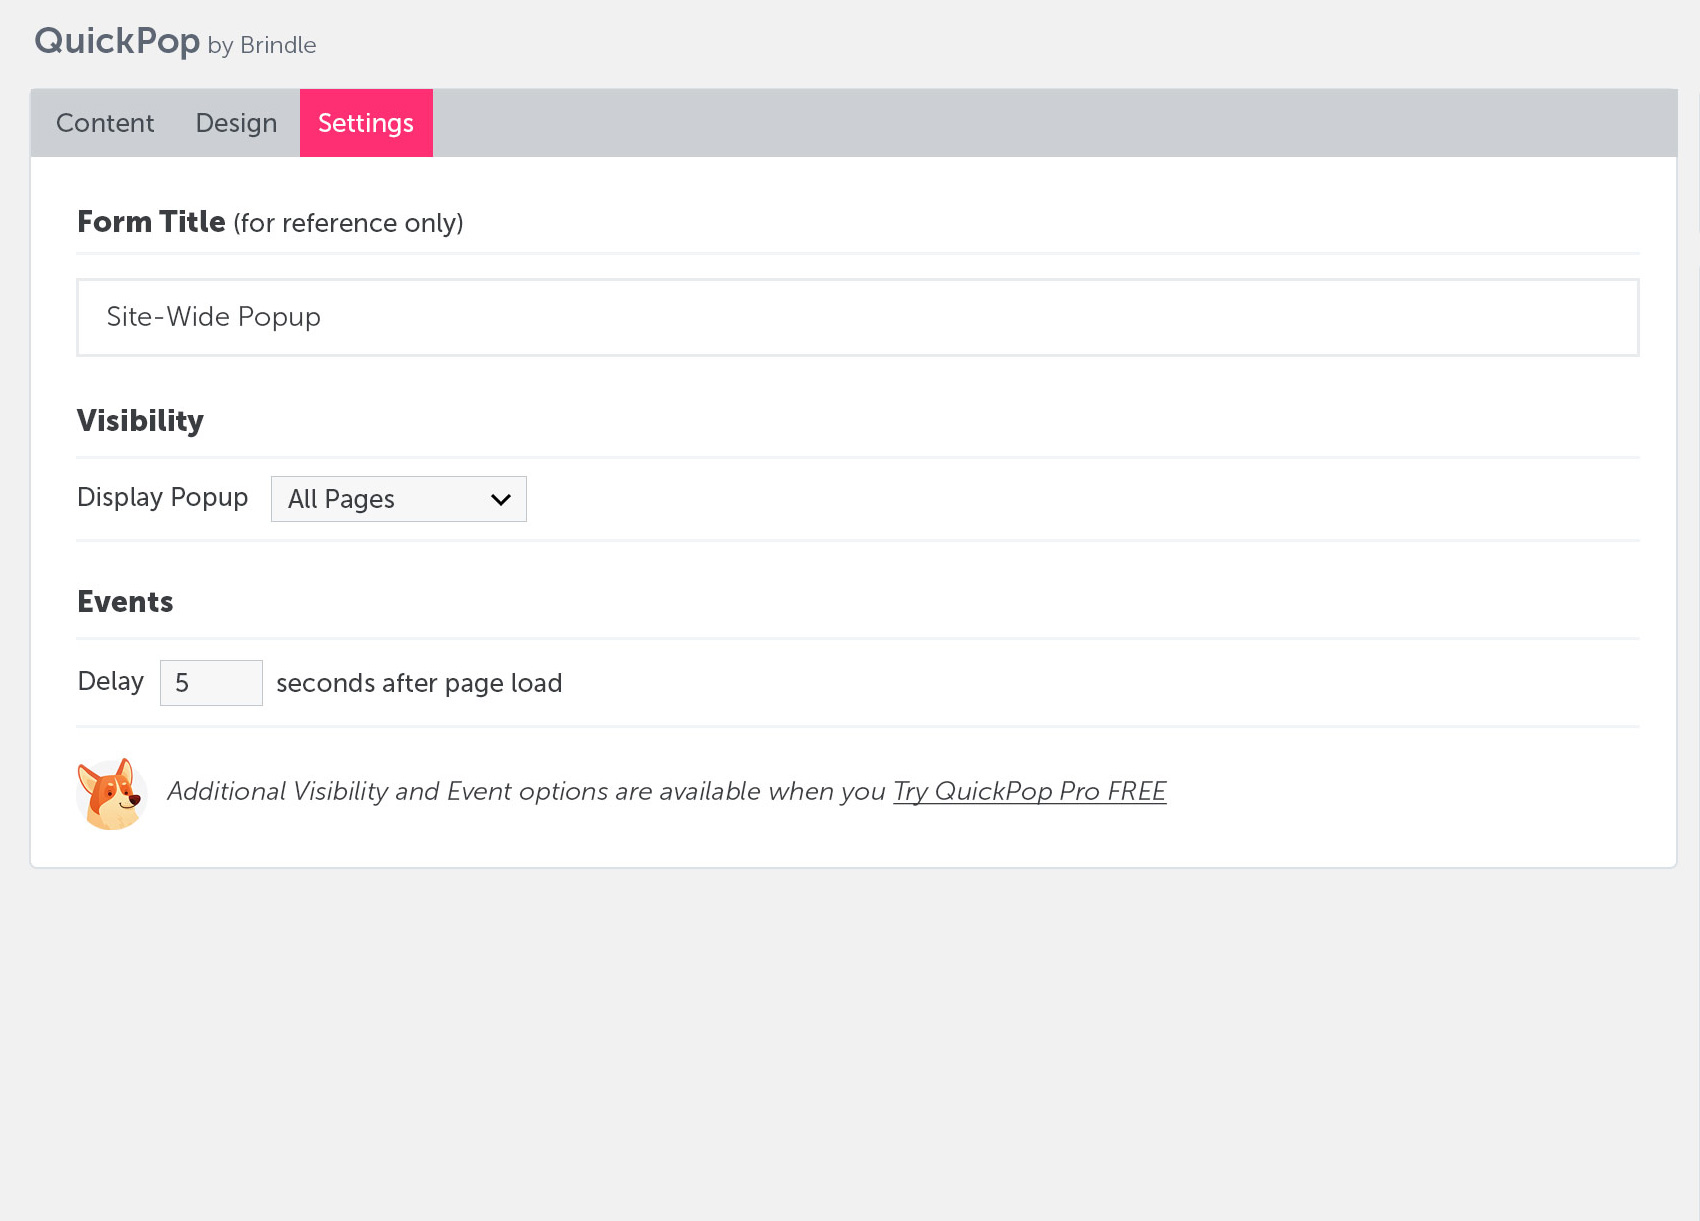 QuickPop by Brindle
Content Design Settings
Form Title (for reference only)
Site-Wide Popup
Visibility
Display Popup All Pages
Events
Delay 5 seconds after page load
Additional Visibility and Event options are available when you Try QuickPop Pro FREE